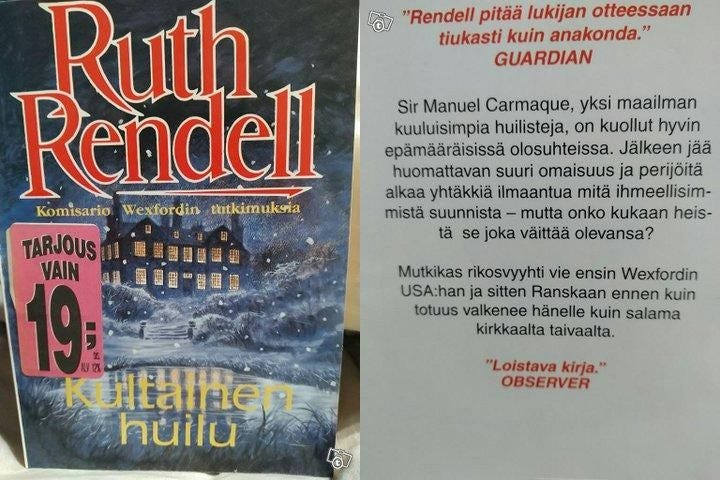 Ruth
Rendell
Komisario Wexfordin tutkimuksia
TARJOUS
VAIN
19,-
ALV 12%
Kultainen
huilu
"Rendell pitää lukijan otteessaan
tiukasti kuin anakonda."
GUARDIAN
Sir Manuel Carmaque, yksi maailman
kuuluisimpia huilisteja, on kuollut hyvin
epämääräisissä olosuhteissa. Jälkeen jää
huomattavan suuri omaisuus ja perijöitä
alkaa yhtäkkiä ilmaantua mitä ihmeellisim-
mistä suunnista – mutta onko kukaan heis-
tä se joka väittää olevansa?
Mutkikas rikosvyyhti vie ensin Wexfordin
USA:han ja sitten Ranskaan ennen kuin
totuus valkenee hänelle kuin salama
kirkkaalta taivaalta.
"Loistava kirja."
OBSERVER